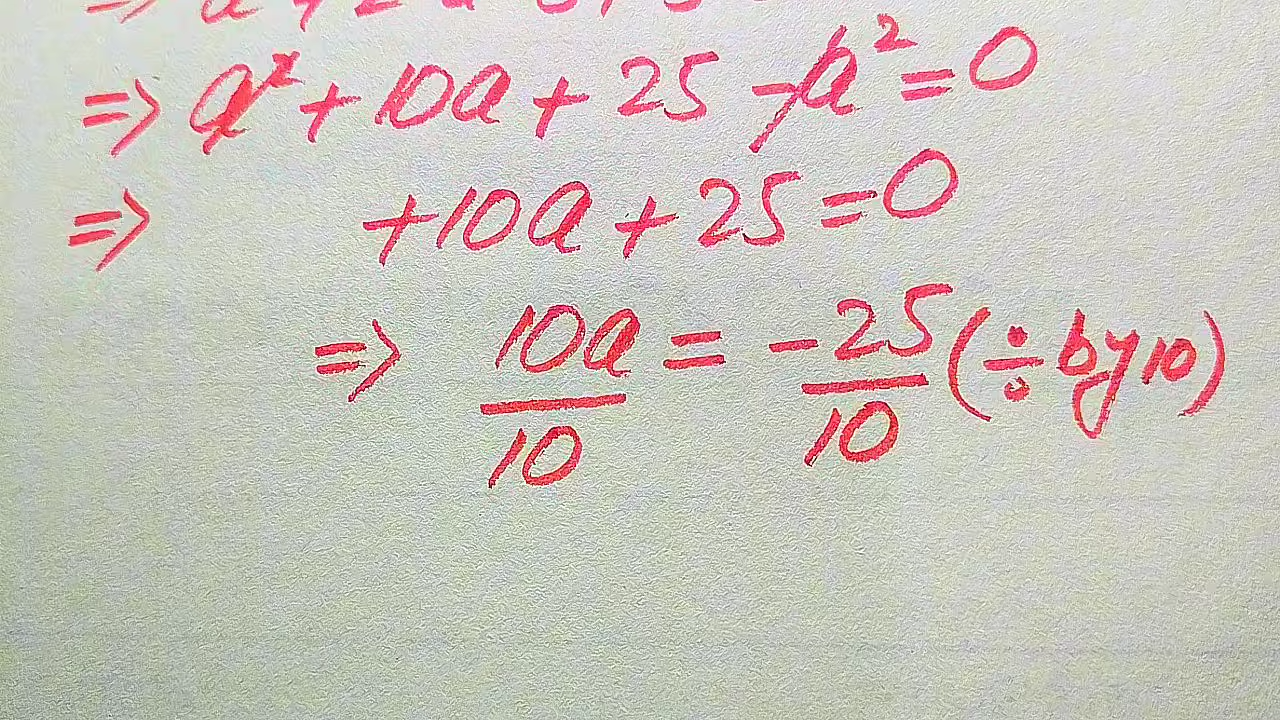 => a² + 10a + 25 - a² = 0
=> +10a + 25 = 0
=> 10a/10 = -25/10 (÷ by 10)